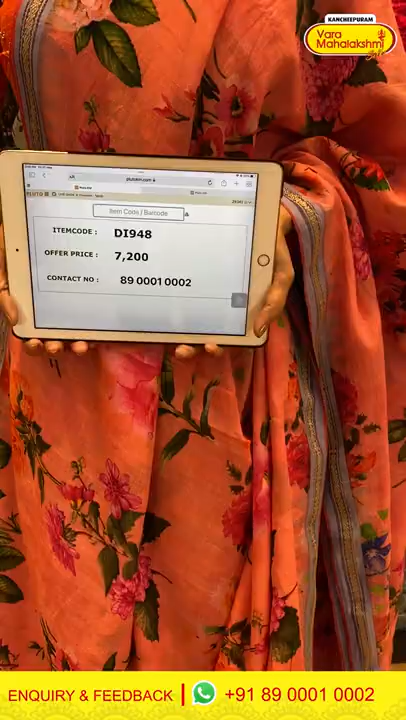 KANCHEEPURAM
Vara
Mahalakshmi
Silks
Item Code / Barcode
ITEMCODE : DI948
OFFER PRICE : 7,200
CONTACT NO : 89 0001 0002
ENQUIRY & FEEDBACK | +91 89 0001 0002